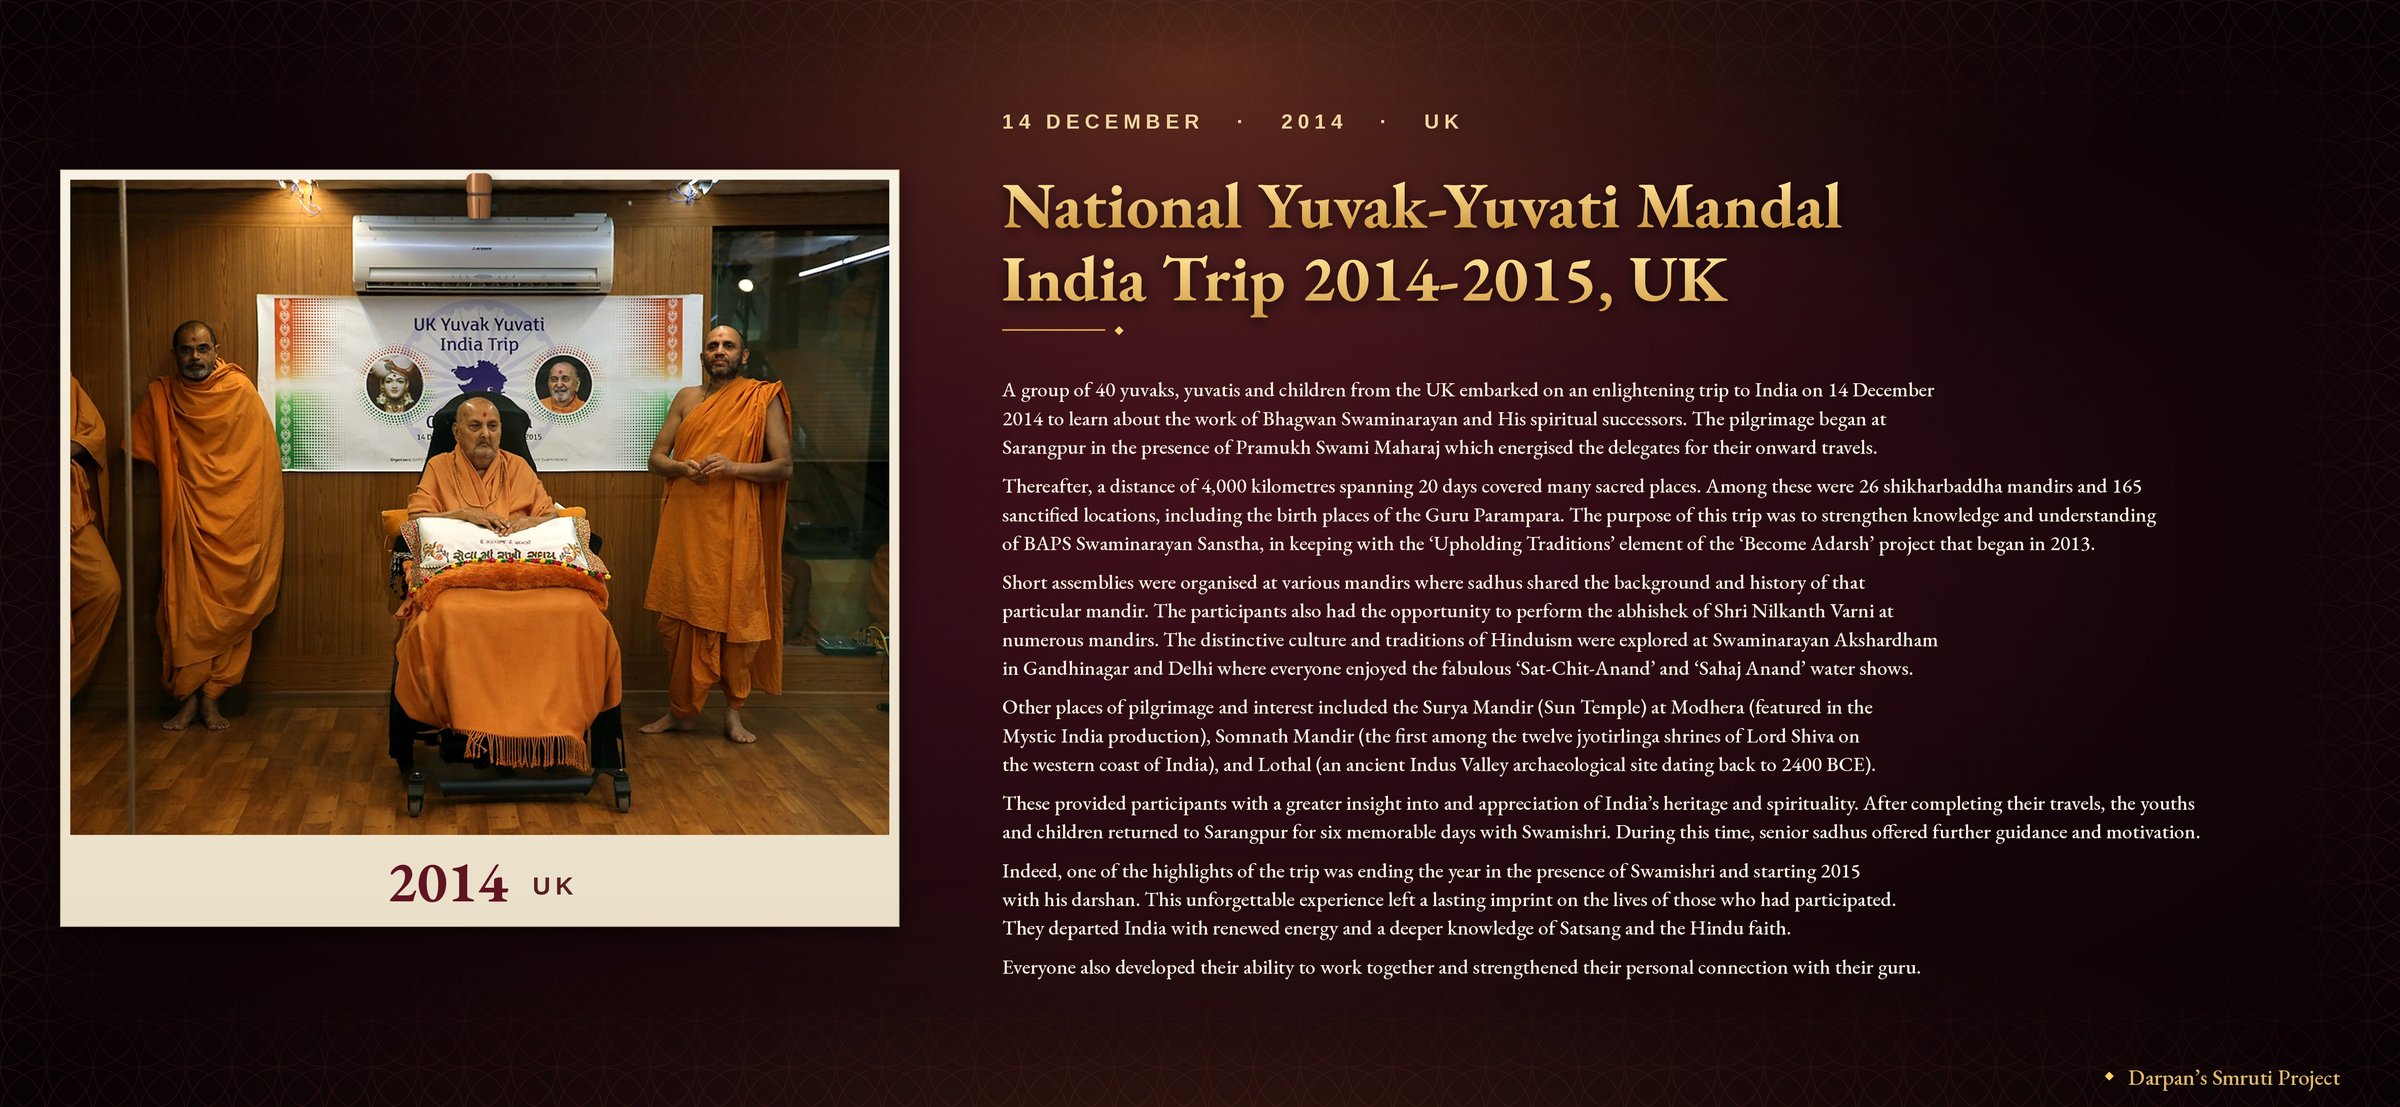 14 DECEMBER · 2014 · UK
National Yuvak-Yuvati Mandal
India Trip 2014-2015, UK
UK Yuvak Yuvati
India Trip
14 D
2015
સેવા માં રાખો સદાય
2014 UK
A group of 40 yuvaks, yuvatis and children from the UK embarked on an enlightening trip to India on 14 December
2014 to learn about the work of Bhagwan Swaminarayan and His spiritual successors. The pilgrimage began at
Sarangpur in the presence of Pramukh Swami Maharaj which energised the delegates for their onward travels.
Thereafter, a distance of 4,000 kilometres spanning 20 days covered many sacred places. Among these were 26 shikharbaddha mandirs and 165
sanctified locations, including the birth places of the Guru Parampara. The purpose of this trip was to strengthen knowledge and understanding
of BAPS Swaminarayan Sanstha, in keeping with the ‘Upholding Traditions’ element of the ‘Become Adarsh’ project that began in 2013.
Short assemblies were organised at various mandirs where sadhus shared the background and history of that
particular mandir. The participants also had the opportunity to perform the abhishek of Shri Nilkanth Varni at
numerous mandirs. The distinctive culture and traditions of Hinduism were explored at Swaminarayan Akshardham
in Gandhinagar and Delhi where everyone enjoyed the fabulous ‘Sat-Chit-Anand’ and ‘Sahaj Anand’ water shows.
Other places of pilgrimage and interest included the Surya Mandir (Sun Temple) at Modhera (featured in the
Mystic India production), Somnath Mandir (the first among the twelve jyotirlinga shrines of Lord Shiva on
the western coast of India), and Lothal (an ancient Indus Valley archaeological site dating back to 2400 BCE).
These provided participants with a greater insight into and appreciation of India’s heritage and spirituality. After completing their travels, the youths
and children returned to Sarangpur for six memorable days with Swamishri. During this time, senior sadhus offered further guidance and motivation.
Indeed, one of the highlights of the trip was ending the year in the presence of Swamishri and starting 2015
with his darshan. This unforgettable experience left a lasting imprint on the lives of those who had participated.
They departed India with renewed energy and a deeper knowledge of Satsang and the Hindu faith.
Everyone also developed their ability to work together and strengthened their personal connection with their guru.
Darpan’s Smruti Project